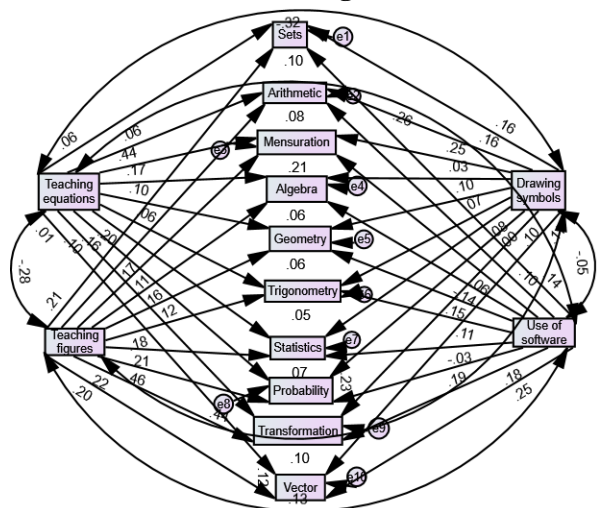 -.32
Sets
e1
.10
Arithmetic
.08
.26
.16
.16
.06
.06
.44
Mensuration
.25
.17
.21
.03
Teaching
equations
.10
Algebra
e4
.10
Drawing
symbols
.06
07
Geometry
e5
.01
.10
.16
.20
06
.06
-.28
-.05
17
11
16
12
Trigonometry
.06
-.14
.10
14
.21
.05
.15
Teaching
figures
18
Statistics
e7
.11
Use of
software
.21
07
-.03
.22
.46
Probability
.23
.19
.18
.20
e8
.25
Transformation
e9
.10
Vector
.12
.13